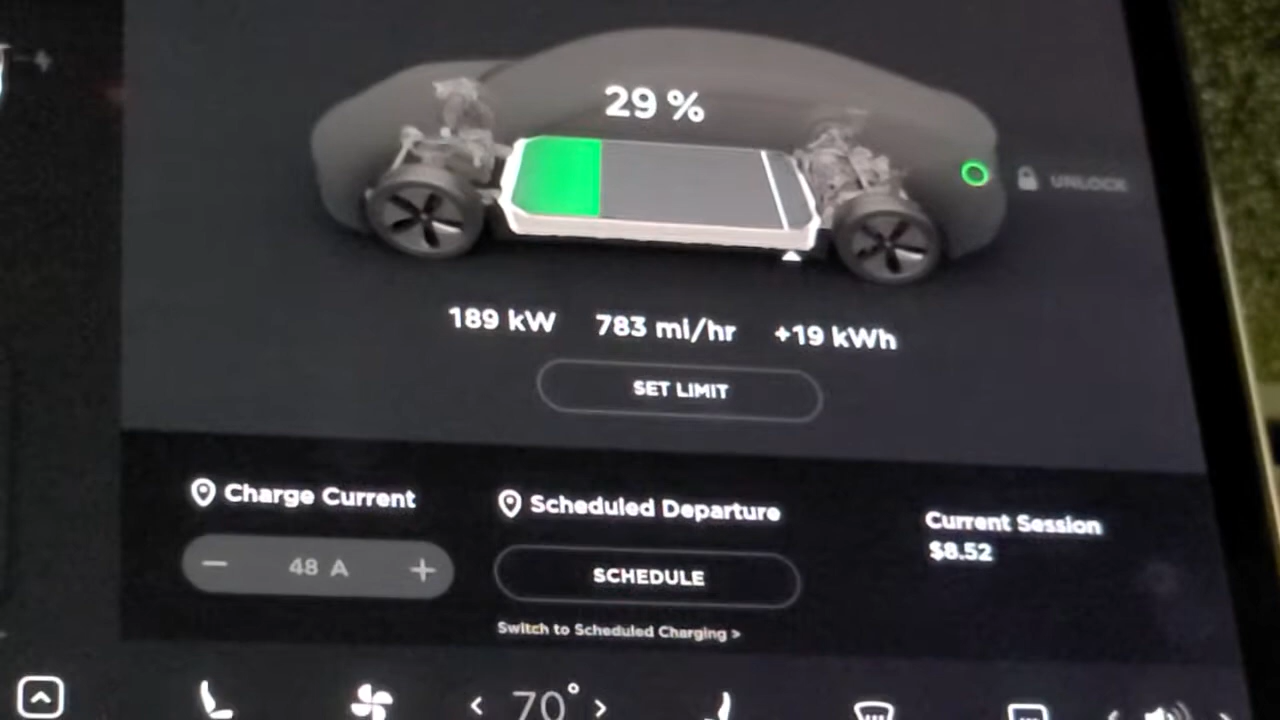 29 %
UNLOCK
189 kW 783 mi/hr +19 kWh
SET LIMIT
Charge Current
− 48 A +
Scheduled Departure
SCHEDULE
Switch to Scheduled Charging >
Current Session
$8.52
< 70° >